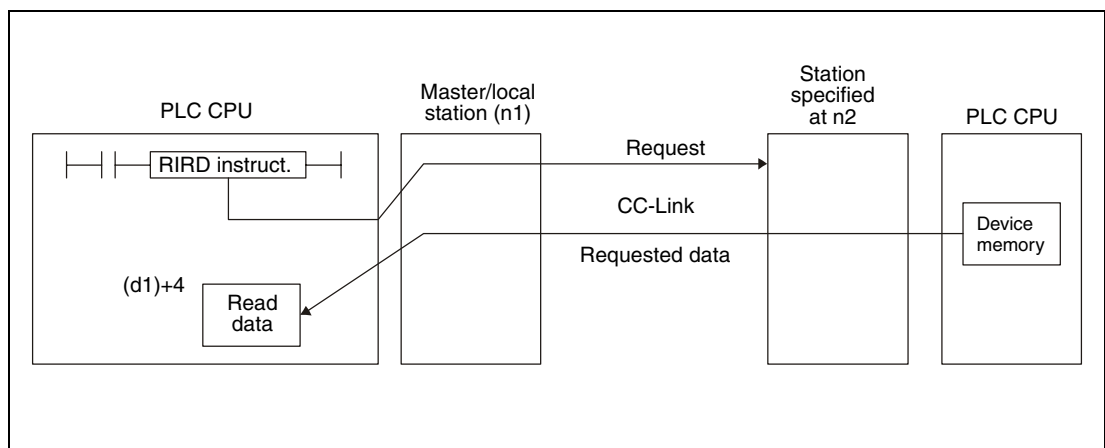 PLC CPU
Master/local
station (n1)
Station
specified
at n2
PLC CPU
RIRD instruct.
Request
CC-Link
Requested data
Device
memory
(d1)+4
Read
data